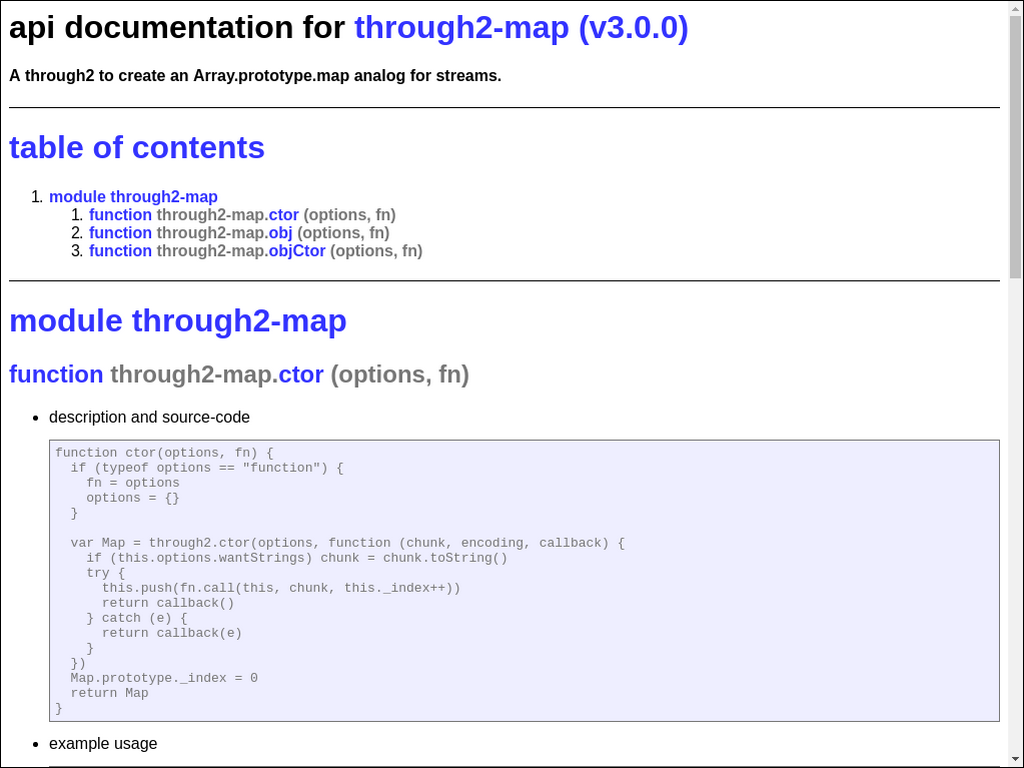 api documentation for through2-map (v3.0.0)
A through2 to create an Array.prototype.map analog for streams.
table of contents
1. module through2-map
1. function through2-map.ctor (options, fn)
2. function through2-map.obj (options, fn)
3. function through2-map.objCtor (options, fn)
module through2-map
function through2-map.ctor (options, fn)
• description and source-code
function ctor(options, fn) {
  if (typeof options == "function") {
    fn = options
    options = {}
  }
  var Map = through2.ctor(options, function (chunk, encoding, callback) {
    if (this.options.wantStrings) chunk = chunk.toString()
    try {
      this.push(fn.call(this, chunk, this._index++))
      return callback()
    } catch (e) {
      return callback(e)
    }
  })
  Map.prototype._index = 0
  return Map
}
• example usage